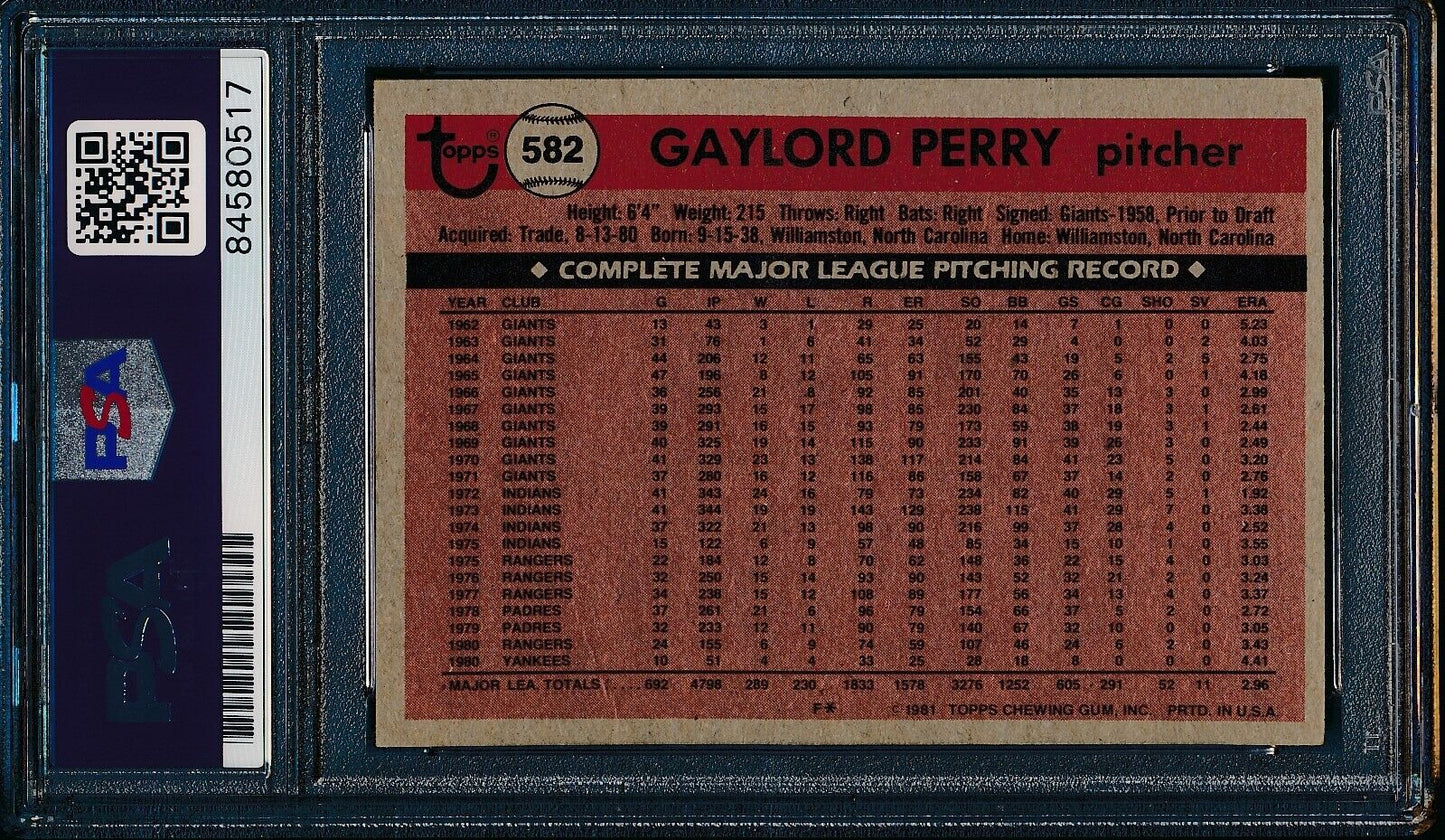 84580517
PSA
PSA
PSA
topps® 582 GAYLORD PERRY pitcher
Height: 6'4" Weight: 215 Throws: Right Bats: Right Signed: Giants-1958, Prior to Draft
Acquired: Trade, 8-13-80 Born: 9-15-38, Williamston, North Carolina Home: Williamston, North Carolina
◆ COMPLETE MAJOR LEAGUE PITCHING RECORD ◆
YEAR CLUB G IP W L R ER SO BB GS CG SHO SV ERA
1962 GIANTS 13 43 3 1 29 25 20 14 7 1 0 0 5.23
1963 GIANTS 31 76 1 6 41 34 52 29 4 0 0 2 4.03
1964 GIANTS 44 206 12 11 65 63 155 43 19 5 2 5 2.75
1965 GIANTS 47 196 8 12 105 91 170 70 26 6 0 1 4.18
1966 GIANTS 36 256 21 8 92 85 201 40 35 13 3 0 2.99
1967 GIANTS 39 293 15 17 98 85 230 84 37 18 3 1 2.61
1968 GIANTS 39 291 16 15 93 79 173 59 38 19 3 1 2.44
1969 GIANTS 40 325 19 14 115 90 233 91 39 26 3 0 2.49
1970 GIANTS 41 329 23 13 138 117 214 84 41 23 5 0 3.20
1971 GIANTS 37 280 16 12 116 86 158 67 37 14 2 0 2.76
1972 INDIANS 41 343 24 16 79 73 234 82 40 29 5 1 1.92
1973 INDIANS 41 344 19 19 143 129 238 115 41 29 7 0 3.38
1974 INDIANS 37 322 21 13 98 90 216 99 37 28 4 0 2.52
1975 INDIANS 15 122 6 9 57 48 85 34 15 10 1 0 3.55
1975 RANGERS 22 184 12 8 70 62 148 36 22 15 4 0 3.03
1976 RANGERS 32 250 15 14 93 90 143 52 32 21 2 0 3.24
1977 RANGERS 34 238 15 12 108 89 177 56 34 13 4 0 3.37
1978 PADRES 37 261 21 6 96 79 154 66 37 5 2 0 2.72
1979 PADRES 32 233 12 11 90 79 140 67 32 10 0 0 3.05
1980 RANGERS 24 155 6 9 74 59 107 46 24 6 2 0 3.43
1980 YANKEES 10 51 4 4 33 25 28 18 8 0 0 0 4.41
MAJOR LEA. TOTALS ..... 692 4798 289 230 1833 1578 3276 1252 605 291 52 11 2.96
F* © 1981 TOPPS CHEWING GUM, INC. PRTD. IN U.S.A.